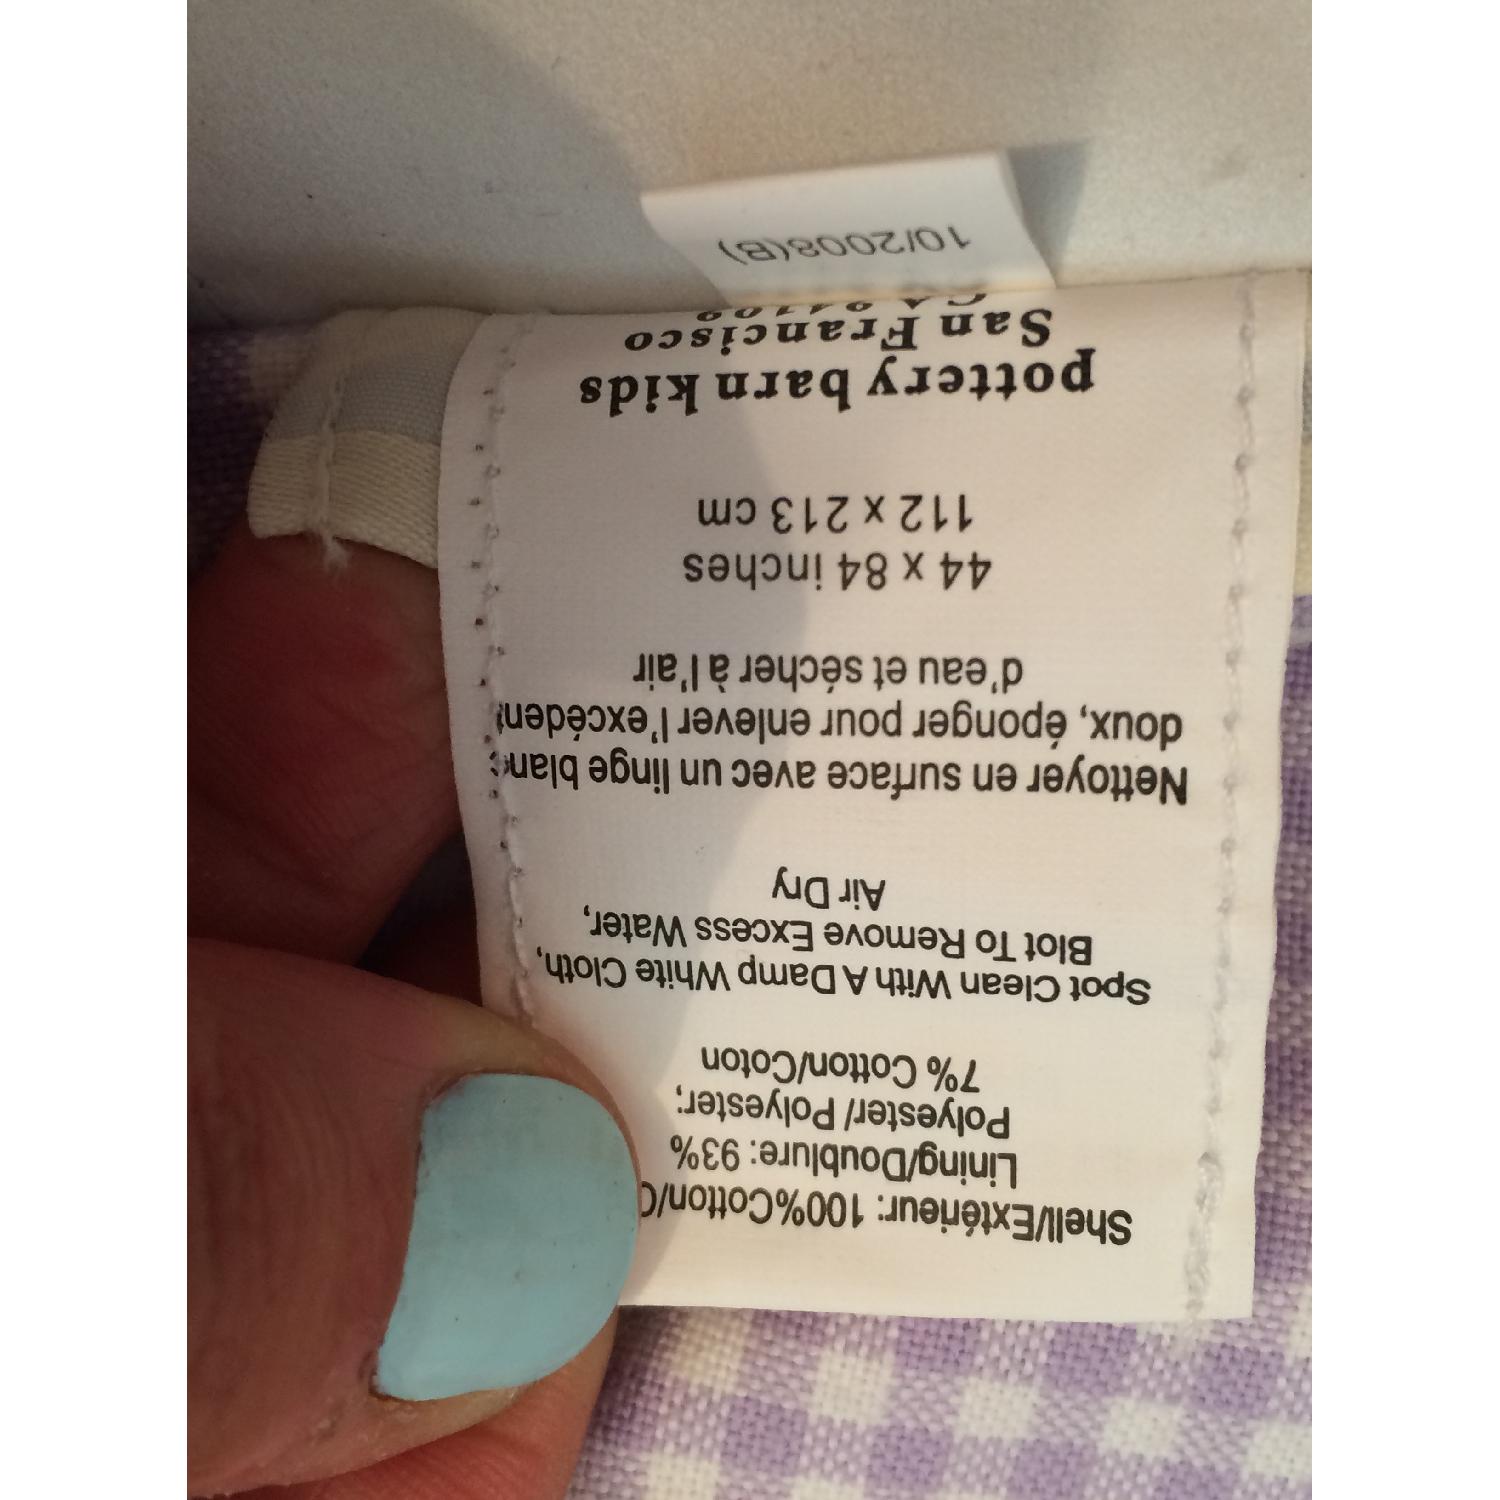 Shell/Extérieur: 100%Cotton/
Lining/Doublure: 93%
Polyester/ Polyester;
7% Cotton/Coton
Spot Clean With A Damp White Cloth,
Blot To Remove Excess Water,
Air Dry
Nettoyer en surface avec un linge blanc
doux, éponger pour enlever l'excédent
d'eau et sécher à l'air
44 x 84 inches
112 x 213 cm
pottery barn kids
San Francisco
CA 94109
10/2008(B)